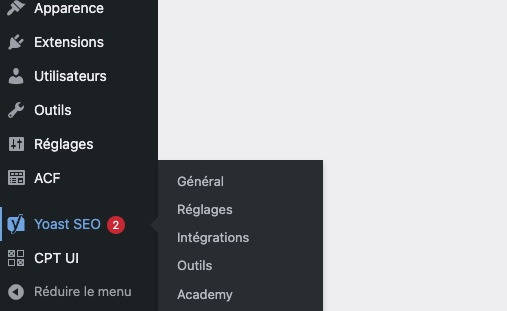 Apparence
Extensions
Utilisateurs
Outils
Réglages
ACF
Yoast SEO 2
CPT UI
Réduire le menu
Général
Réglages
Intégrations
Outils
Academy